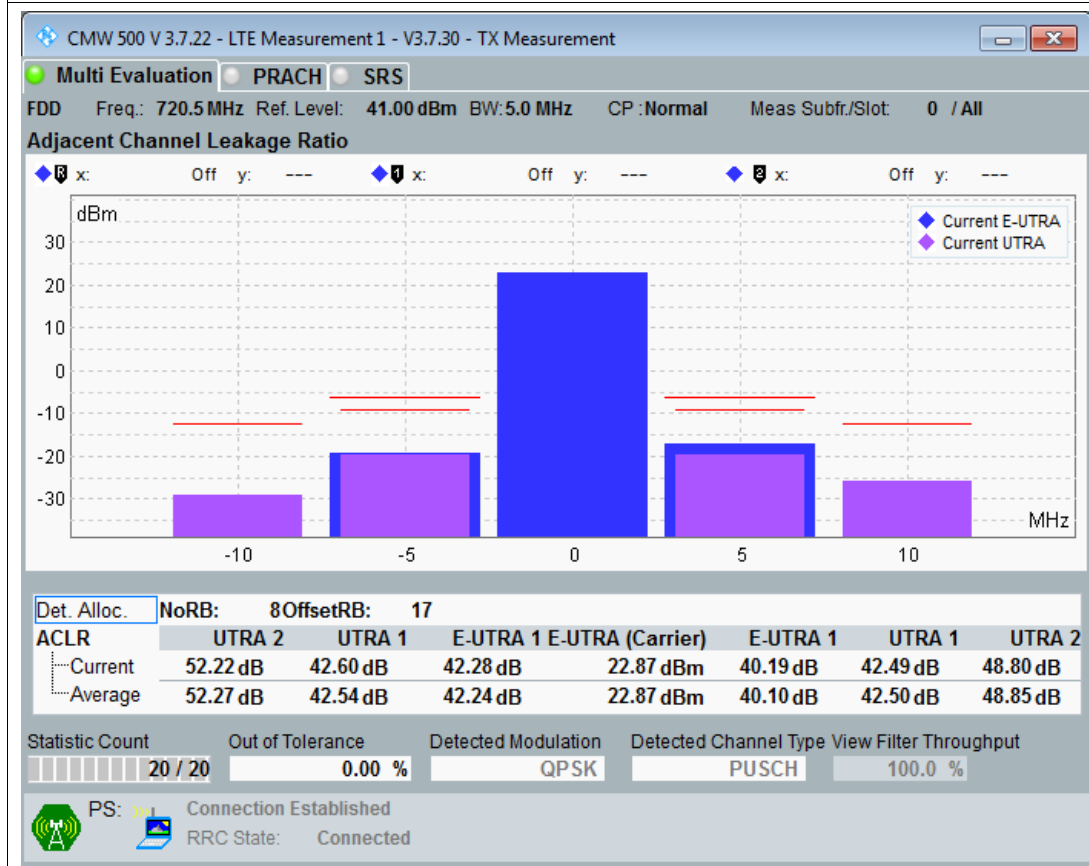 CMW 500 V 3.7.22 - LTE Measurement 1 - V3.7.30 - TX Measurement
Multi Evaluation PRACH SRS
FDD Freq.: 720.5 MHz Ref. Level: 41.00 dBm BW: 5.0 MHz CP : Normal Meas Subfr./Slot: 0 / All
Adjacent Channel Leakage Ratio
R x: Off y: --- 1 x: Off y: --- 2 x: Off y: ---
dBm
Current E-UTRA
Current UTRA
30
20
10
0
-10
-20
-30
MHz
-10 -5 0 5 10
Det. Alloc. NoRB: 8 OffsetRB: 17
ACLR UTRA 2 UTRA 1 E-UTRA 1 E-UTRA (Carrier) E-UTRA 1 UTRA 1 UTRA 2
Current 52.22 dB 42.60 dB 42.28 dB 22.87 dBm 40.19 dB 42.49 dB 48.80 dB
Average 52.27 dB 42.54 dB 42.24 dB 22.87 dBm 40.10 dB 42.50 dB 48.85 dB
Statistic Count Out of Tolerance Detected Modulation Detected Channel Type View Filter Throughput
20 / 20 0.00 % QPSK PUSCH 100.0 %
PS: Connection Established
RRC State: Connected